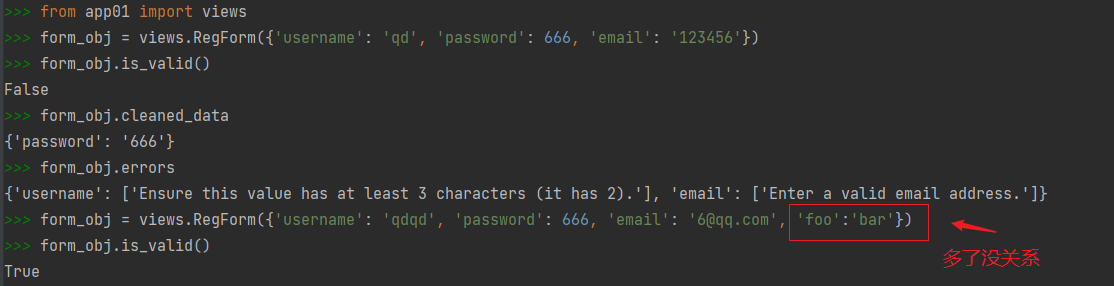 >>> from app01 import views
>>> form_obj = views.RegForm({'username': 'qd', 'password': 666, 'email': '123456'})
>>> form_obj.is_valid()
False
>>> form_obj.cleaned_data
{'password': '666'}
>>> form_obj.errors
{'username': ['Ensure this value has at least 3 characters (it has 2).'], 'email': ['Enter a valid email address.']}
>>> form_obj = views.RegForm({'username': 'qdqd', 'password': 666, 'email': '6@qq.com', 'foo':'bar'})
>>> form_obj.is_valid()
多了没关系
True